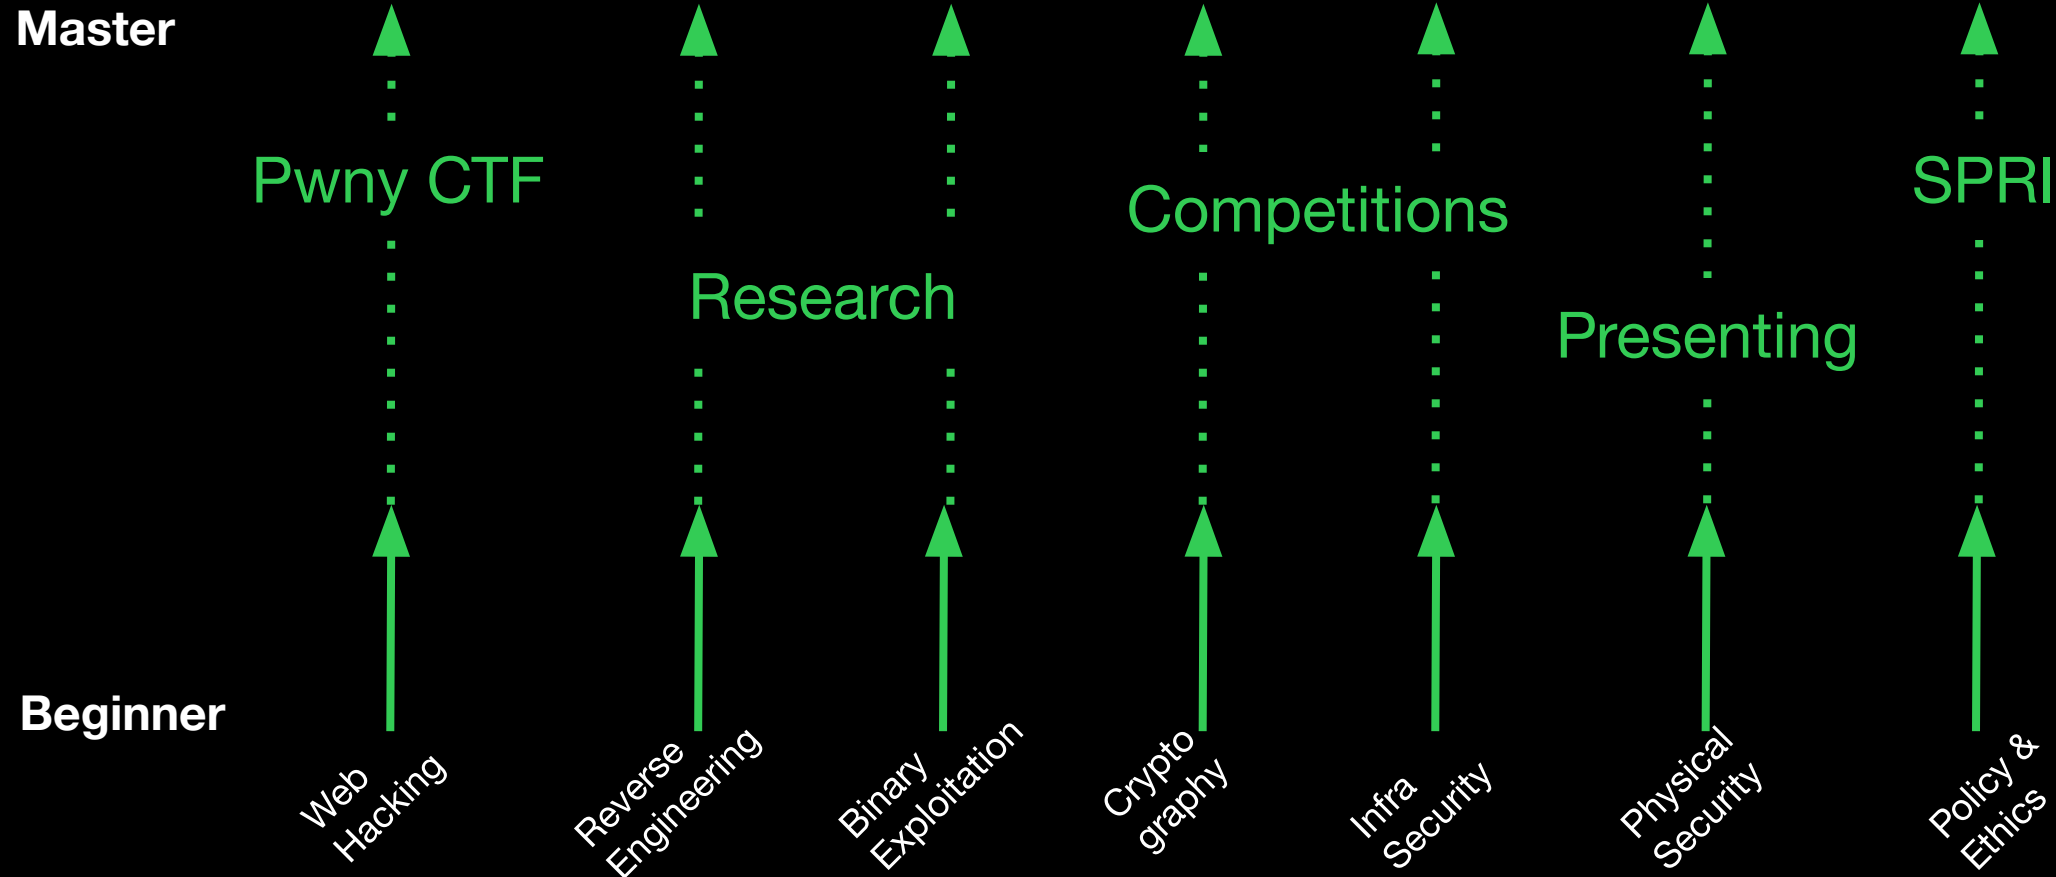 Master
Pwny CTF
SPRI
Competitions
Research
Presenting
Beginner
Web
Hacking
Reverse
Engineering
Binary
Exploitation
Crypto
graphy
Infra
Security
Physical
Security
Policy &
Ethics